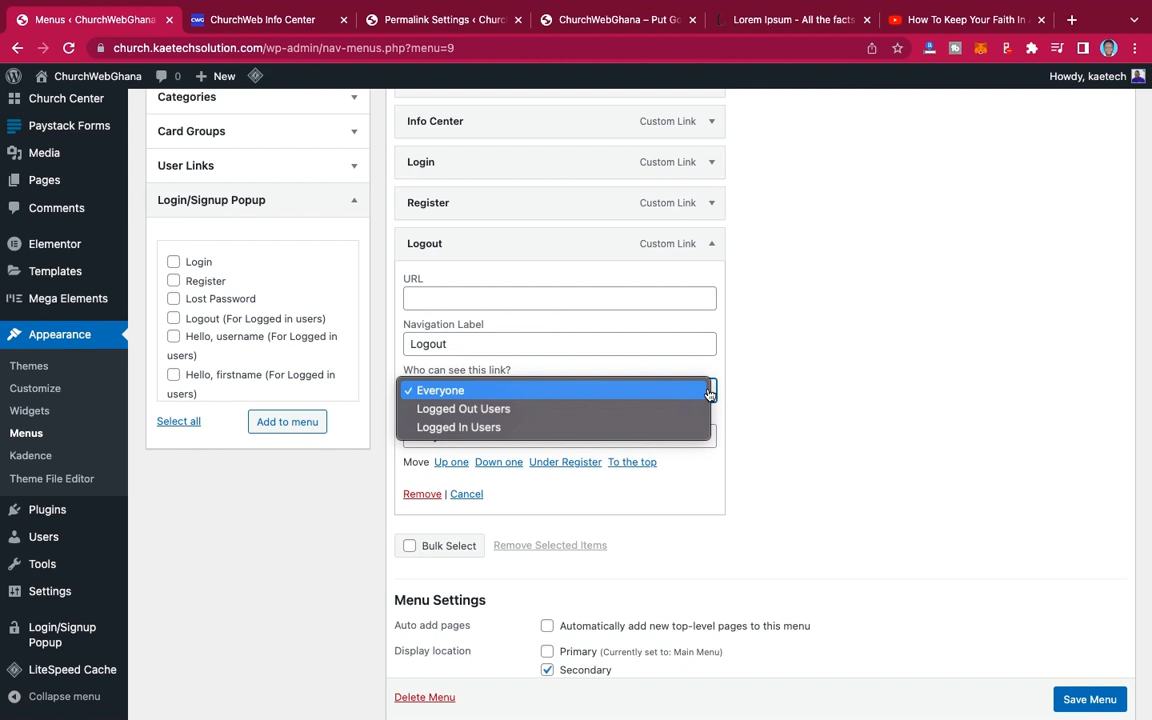 Menus ‹ ChurchWebGhana
ChurchWeb Info Center
Permalink Settings ‹ Churc
ChurchWebGhana – Put Go
Lorem Ipsum - All the facts
How To Keep Your Faith In
church.kaetechsolution.com/wp-admin/nav-menus.php?menu=9
ChurchWebGhana
0
New
Howdy, kaetech
Church Center
Paystack Forms
Media
Pages
Comments
Elementor
Templates
Mega Elements
Appearance
Themes
Customize
Widgets
Menus
Kadence
Theme File Editor
Plugins
Users
Tools
Settings
Login/Signup
Popup
LiteSpeed Cache
Collapse menu
Categories
Card Groups
User Links
Login/Signup Popup
Login
Register
Lost Password
Logout (For Logged in users)
Hello, username (For Logged in
users)
Hello, firstname (For Logged in
users)
Select all
Add to menu
Info Center Custom Link
Login Custom Link
Register Custom Link
Logout Custom Link
URL
Navigation Label
Logout
Who can see this link?
Everyone
Logged Out Users
Logged In Users
Move Up one Down one Under Register To the top
Remove | Cancel
Bulk Select
Remove Selected Items
Menu Settings
Auto add pages
Automatically add new top-level pages to this menu
Display location
Primary (Currently set to: Main Menu)
Secondary
Delete Menu
Save Menu